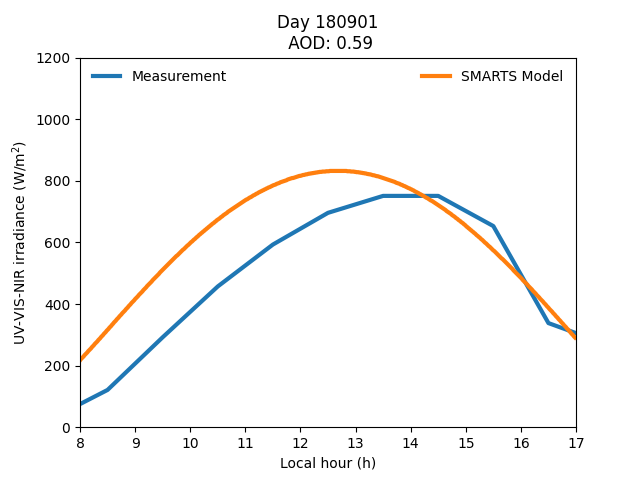 Day 180901
AOD: 0.59
Measurement
SMARTS Model
UV-VIS-NIR irradiance (W/m²)
1200
1000
800
600
400
200
0
8 9 10 11 12 13 14 15 16 17
Local hour (h)